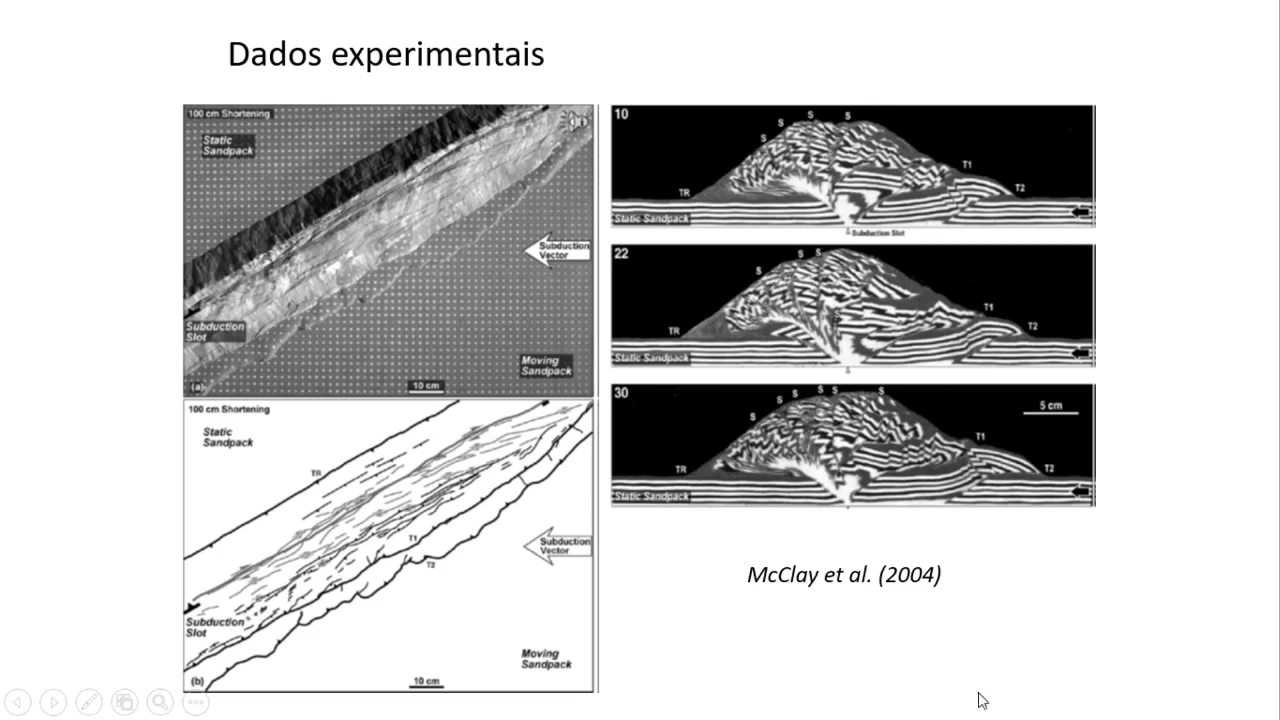 Dados experimentais
100 cm Shortening
Static
Sandpack
Subduction
Vector
Subduction
Slot
Moving
Sandpack
(a)
10 cm
100 cm Shortening
Static
Sandpack
TR
T1
T2
Subduction
Vector
Subduction
Slot
Moving
Sandpack
(b)
10 cm
10
S
S
S
S
T1
T2
TR
Static Sandpack
Subduction Slot
22
S
S
S
T1
T2
TR
Static Sandpack
30
S
S
S
S
S
S
5 cm
T1
T2
TR
Static Sandpack
McClay et al. (2004)